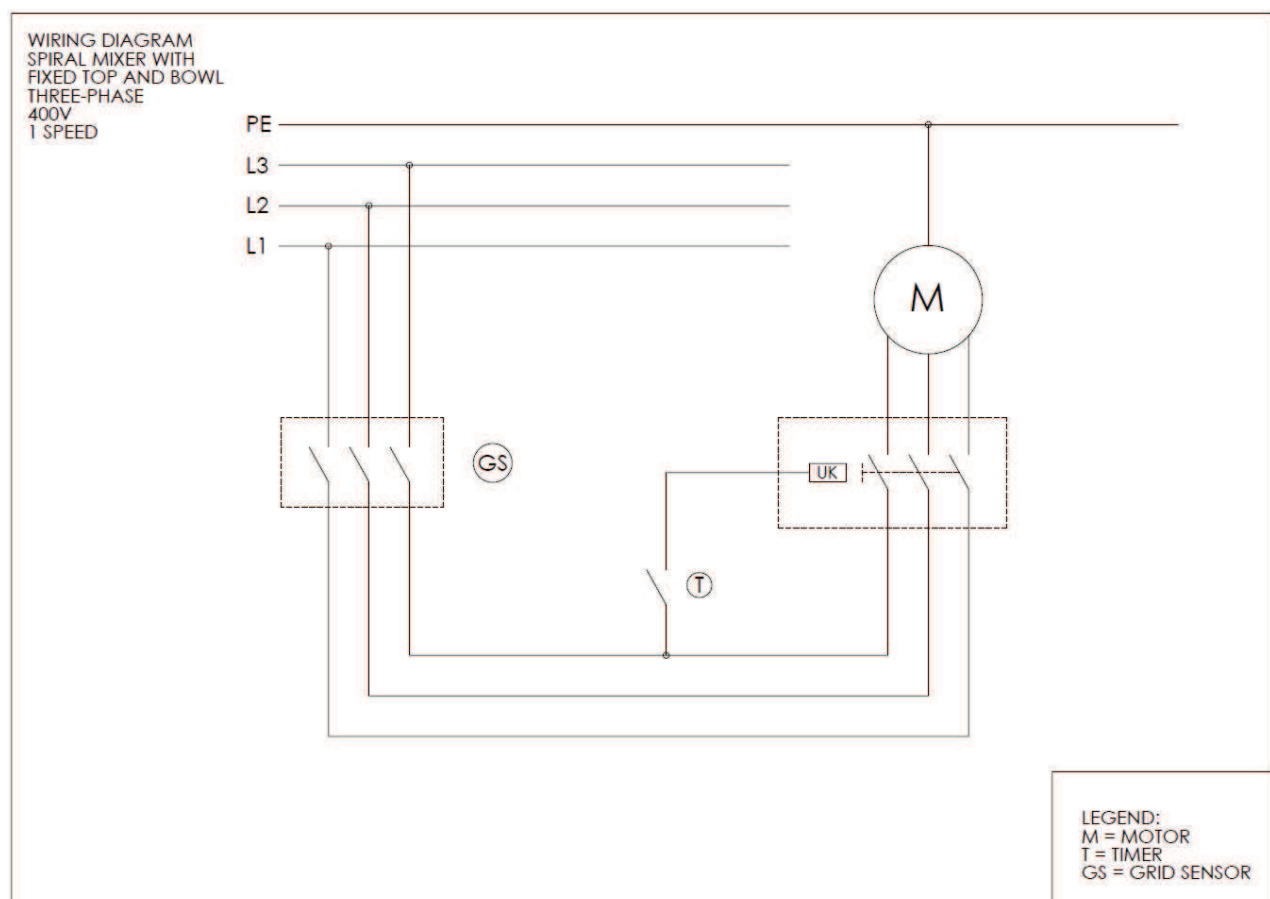 WIRING DIAGRAM
SPIRAL MIXER WITH
FIXED TOP AND BOWL
THREE-PHASE
400V
1 SPEED
PE
L3
L2
L1
M
GS
UK
T
LEGEND:
M = MOTOR
T = TIMER
GS = GRID SENSOR